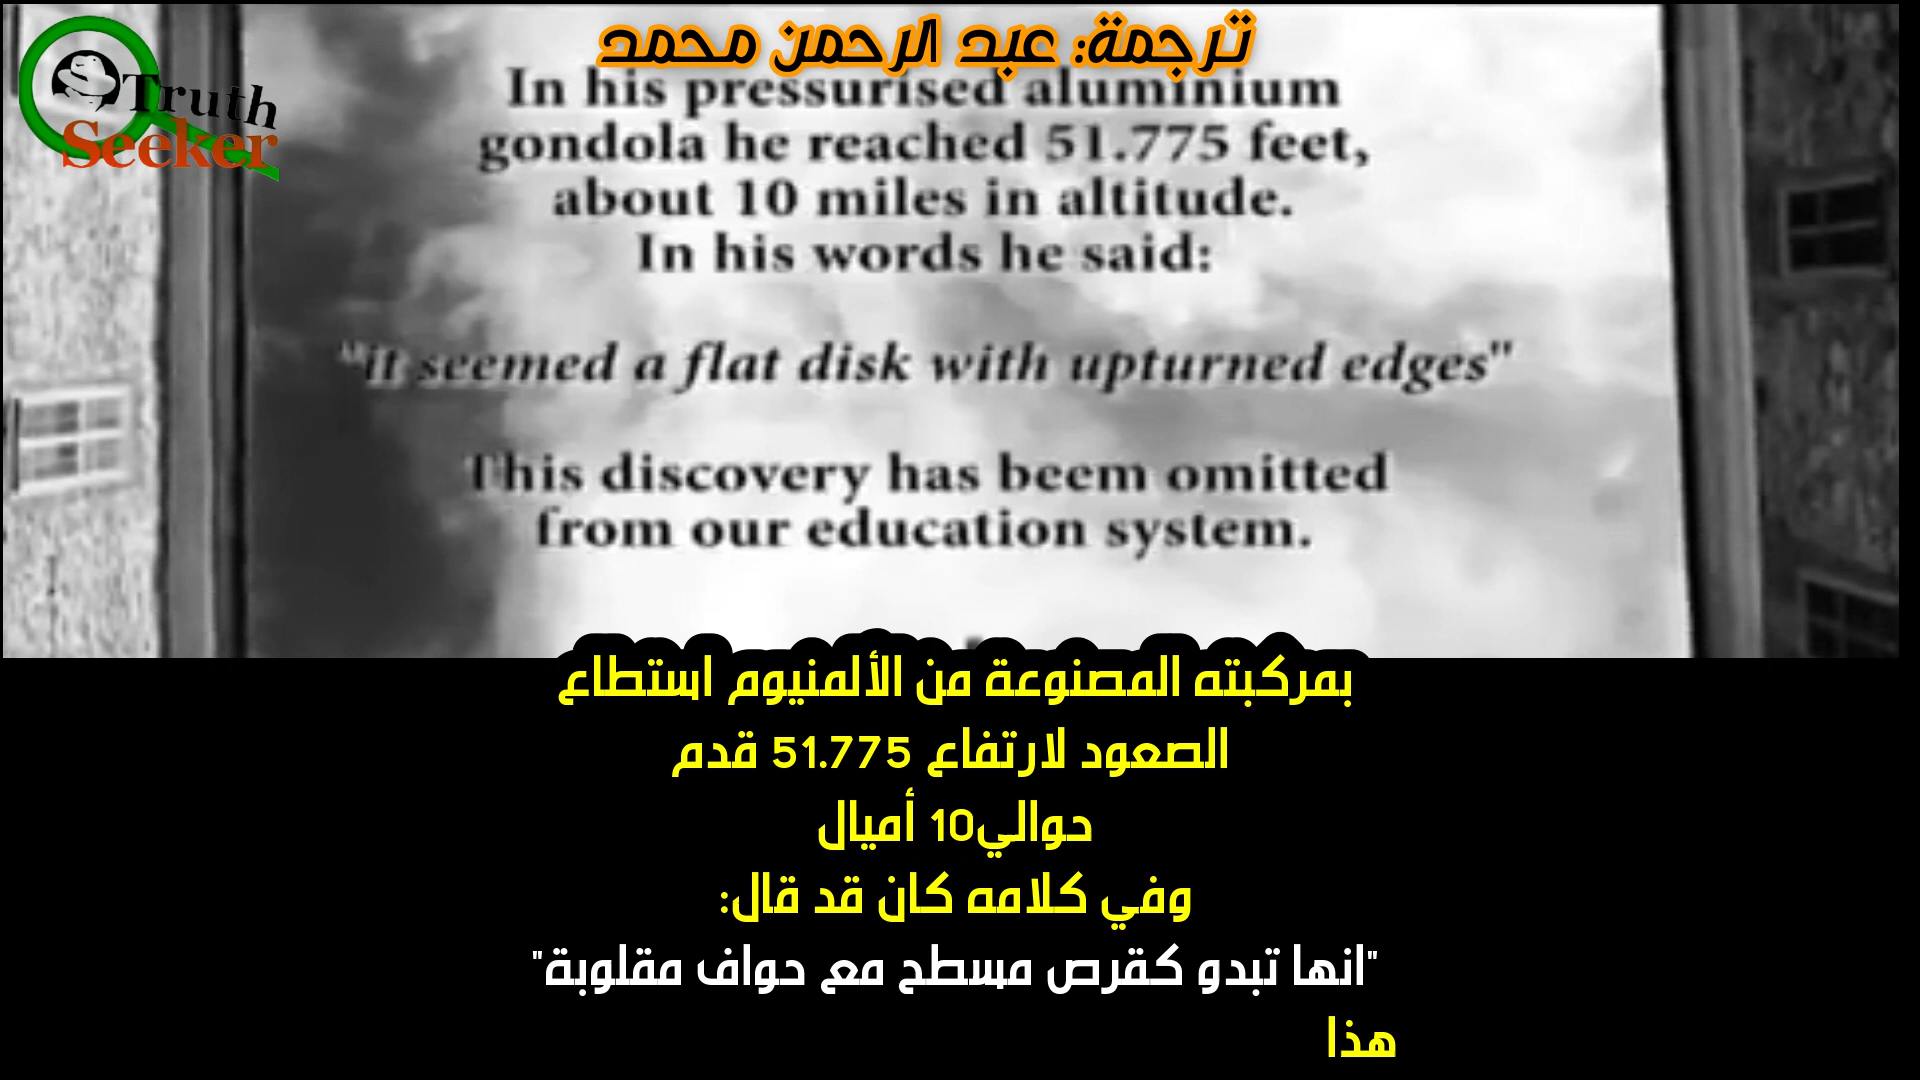 Truth
Seeker
ترجمة: عبد الرحمن محمد
In his pressurised aluminium
gondola he reached 51.775 feet,
about 10 miles in altitude.
In his words he said:
"it seemed a flat disk with upturned edges"
This discovery has beem omitted
from our education system.
بمركبته المصنوعة من الألمنيوم استطاع
الصعود لارتفاع 51.775 قدم
حوالي10 أميال
وفي كلامه كان قد قال:
"انها تبدو كقرص مسطح مع حواف مقلوبة"
هذا